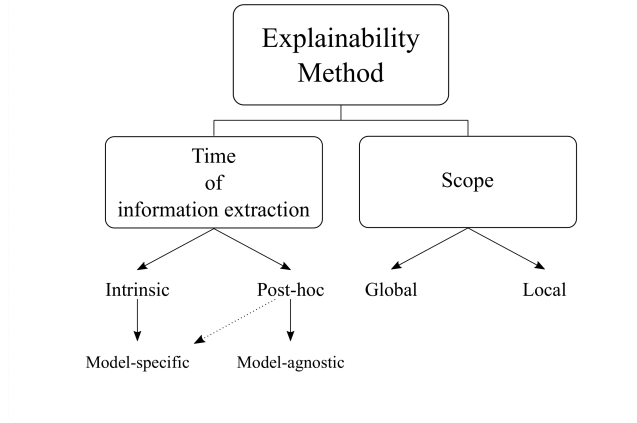 Explainability
Method
Time
of
information extraction
Scope
Intrinsic
Post-hoc
Global
Local
Model-specific
Model-agnostic